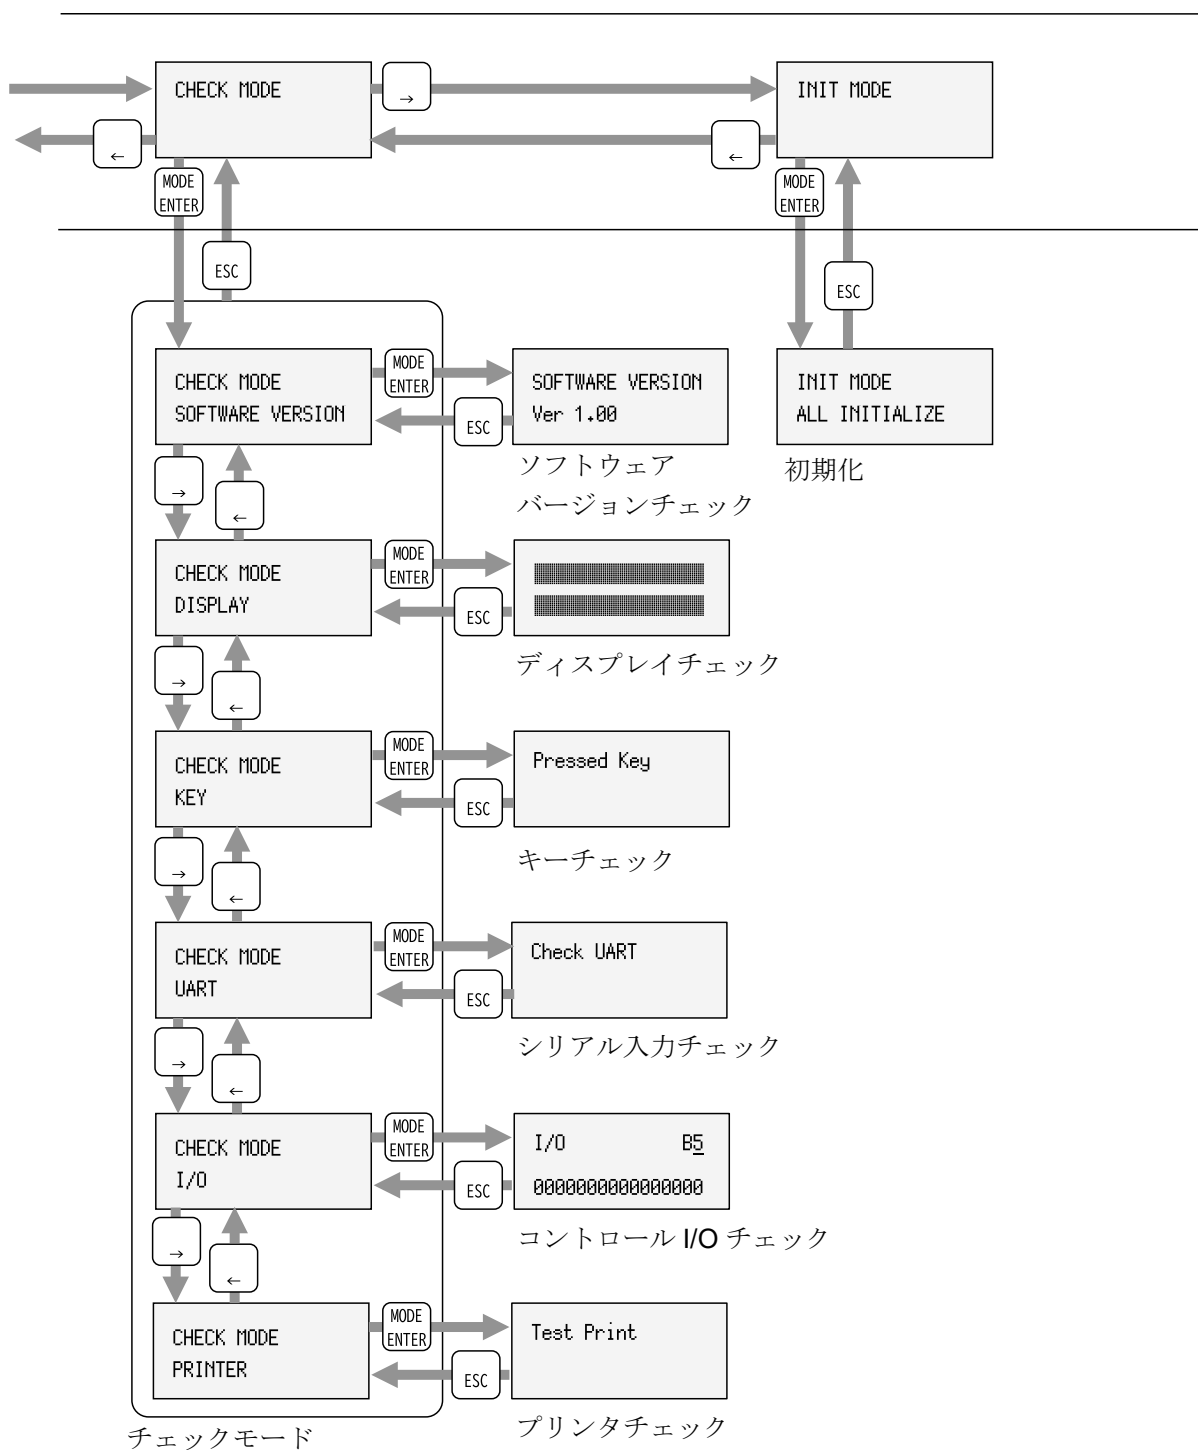 CHECK MODE
→
INIT MODE
←
←
MODE
ENTER
MODE
ENTER
ESC
ESC
CHECK MODE
SOFTWARE VERSION
MODE
ENTER
ESC
SOFTWARE VERSION
Ver 1.00
INIT MODE
ALL INITIALIZE
ソフトウェア
バージョンチェック
初期化
→
←
CHECK MODE
DISPLAY
MODE
ENTER
ESC
ディスプレイチェック
→
←
CHECK MODE
KEY
MODE
ENTER
ESC
Pressed Key
キーチェック
→
←
CHECK MODE
UART
MODE
ENTER
ESC
Check UART
シリアル入力チェック
→
←
CHECK MODE
I/O
MODE
ENTER
ESC
I/O B5
0000000000000000
コントロール I/O チェック
→
←
CHECK MODE
PRINTER
MODE
ENTER
ESC
Test Print
プリンタチェック
チェックモード